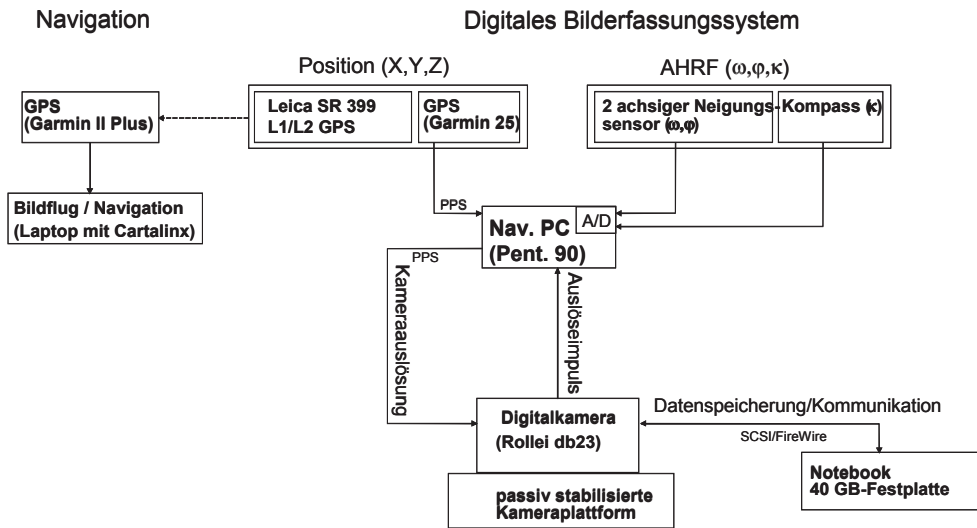 Navigation
Digitales Bilderfassungssystem
Position (X,Y,Z)
AHRF (ω,φ,κ)
GPS
(Garmin II Plus)
Leica SR 399
L1/L2 GPS
GPS
(Garmin 25)
2 achsiger Neigungs-
sensor (ω,φ)
Kompass (κ)
Bildflug / Navigation
(Laptop mit Cartalinx)
PPS
A/D
Nav. PC
(Pent. 90)
PPS
Kameraauslösung
Auslöseimpuls
Digitalkamera
(Rollei db23)
Datenspeicherung/Kommunikation
SCSI/FireWire
Notebook
40 GB-Festplatte
passiv stabilisierte
Kameraplattform